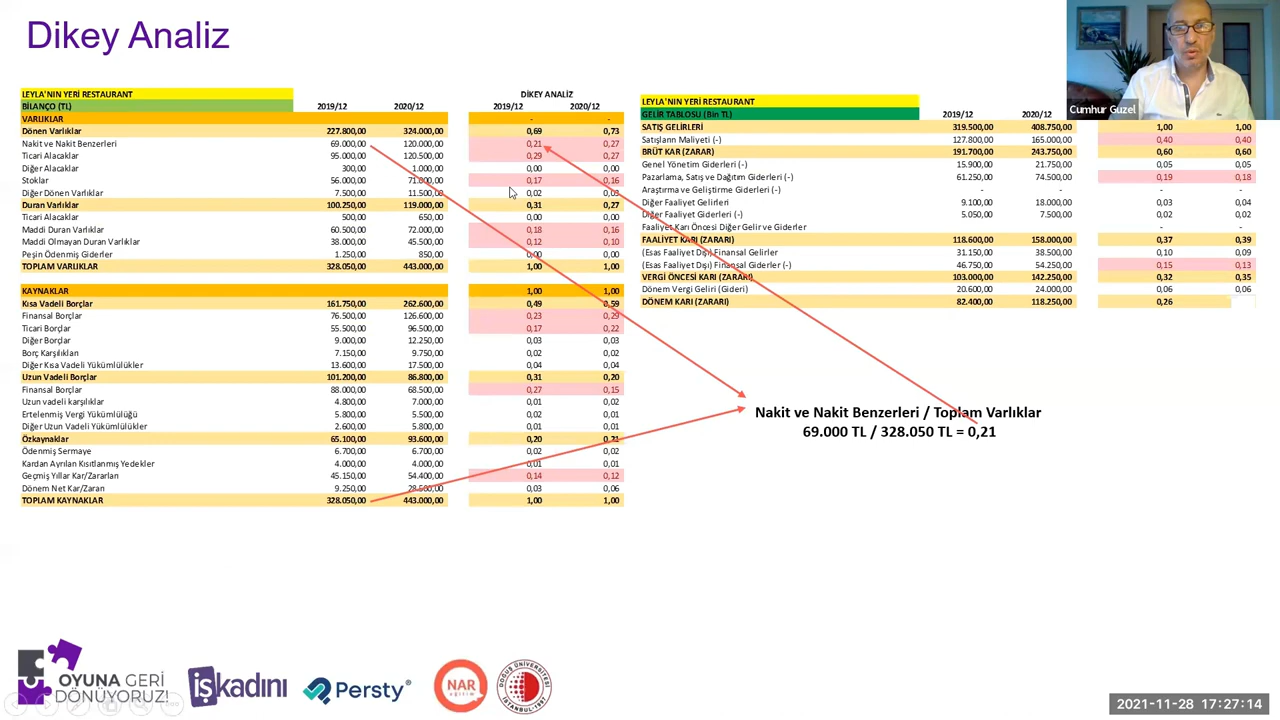 Dikey Analiz
Cumhur Guzel
LEYLA'NIN YERİ RESTAURANT DİKEY ANALİZ
BİLANÇO (TL) 2019/12 2020/12 2019/12 2020/12
VARLIKLAR - -
Dönen Varlıklar 227.800,00 324.000,00 0,69 0,73
Nakit ve Nakit Benzerleri 69.000,00 120.000,00 0,21 0,27
Ticari Alacaklar 95.000,00 120.500,00 0,29 0,27
Diğer Alacaklar 300,00 1.000,00 0,00 0,00
Stoklar 56.000,00 71.000,00 0,17 0,16
Diğer Dönen Varlıklar 7.500,00 11.500,00 0,02 0,03
Duran Varlıklar 100.250,00 119.000,00 0,31 0,27
Ticari Alacaklar 500,00 650,00 0,00 0,00
Maddi Duran Varlıklar 60.500,00 72.000,00 0,18 0,16
Maddi Olmayan Duran Varlıklar 38.000,00 45.500,00 0,12 0,10
Peşin Ödenmiş Giderler 1.250,00 850,00 0,00 0,00
TOPLAM VARLIKLAR 328.050,00 443.000,00 1,00 1,00
KAYNAKLAR 1,00 1,00
Kısa Vadeli Borçlar 161.750,00 262.600,00 0,49 0,59
Finansal Borçlar 76.500,00 126.600,00 0,23 0,29
Ticari Borçlar 55.500,00 96.500,00 0,17 0,22
Diğer Borçlar 9.000,00 12.250,00 0,03 0,03
Borç Karşılıkları 7.150,00 9.750,00 0,02 0,02
Diğer Kısa Vadeli Yükümlülükler 13.600,00 17.500,00 0,04 0,04
Uzun Vadeli Borçlar 101.200,00 86.800,00 0,31 0,20
Finansal Borçlar 88.000,00 68.500,00 0,27 0,15
Uzun vadeli karşılıklar 4.800,00 7.000,00 0,01 0,02
Ertelenmiş Vergi Yükümlülüğü 5.800,00 5.500,00 0,02 0,01
Diğer Uzun Vadeli Yükümlülükler 2.600,00 5.800,00 0,01 0,01
Özkaynaklar 65.100,00 93.600,00 0,20 0,21
Ödenmiş Sermaye 6.700,00 6.700,00 0,02 0,02
Kardan Ayrılan Kısıtlanmış Yedekler 4.000,00 4.000,00 0,01 0,01
Geçmiş Yıllar Kar/Zararları 45.150,00 54.400,00 0,14 0,12
Dönem Net Kar/Zararı 9.250,00 28.500,00 0,03 0,06
TOPLAM KAYNAKLAR 328.050,00 443.000,00 1,00 1,00
LEYLA'NIN YERİ RESTAURANT
GELİR TABLOSU (Bin TL) 2019/12 2020/12
SATIŞ GELİRLERİ 319.500,00 408.750,00 1,00 1,00
Satışların Maliyeti (-) 127.800,00 165.000,00 0,40 0,40
BRÜT KAR (ZARAR) 191.700,00 243.750,00 0,60 0,60
Genel Yönetim Giderleri (-) 15.900,00 21.750,00 0,05 0,05
Pazarlama, Satış ve Dağıtım Giderleri (-) 61.250,00 74.500,00 0,19 0,18
Araştırma ve Geliştirme Giderleri (-) - - - -
Diğer Faaliyet Gelirleri 9.100,00 18.000,00 0,03 0,04
Diğer Faaliyet Giderleri (-) 5.050,00 7.500,00 0,02 0,02
Faaliyet Karı Öncesi Diğer Gelir ve Giderler - -
FAALİYET KARI (ZARARI) 118.600,00 158.000,00 0,37 0,39
(Esas Faaliyet Dışı) Finansal Gelirler 31.150,00 38.500,00 0,10 0,09
(Esas Faaliyet Dışı) Finansal Giderler (-) 46.750,00 54.250,00 0,15 0,13
VERGİ ÖNCESİ KARI (ZARARI) 103.000,00 142.250,00 0,32 0,35
Dönem Vergi Geliri (Gideri) 20.600,00 24.000,00 0,06 0,06
DÖNEM KARI (ZARARI) 82.400,00 118.250,00 0,26
Nakit ve Nakit Benzerleri / Toplam Varlıklar
69.000 TL / 328.050 TL = 0,21
OYUNA GERİ
DÖNÜYORUZ!
işkadını
Persty
NAR
eğitim
2021-11-28 17:27:14